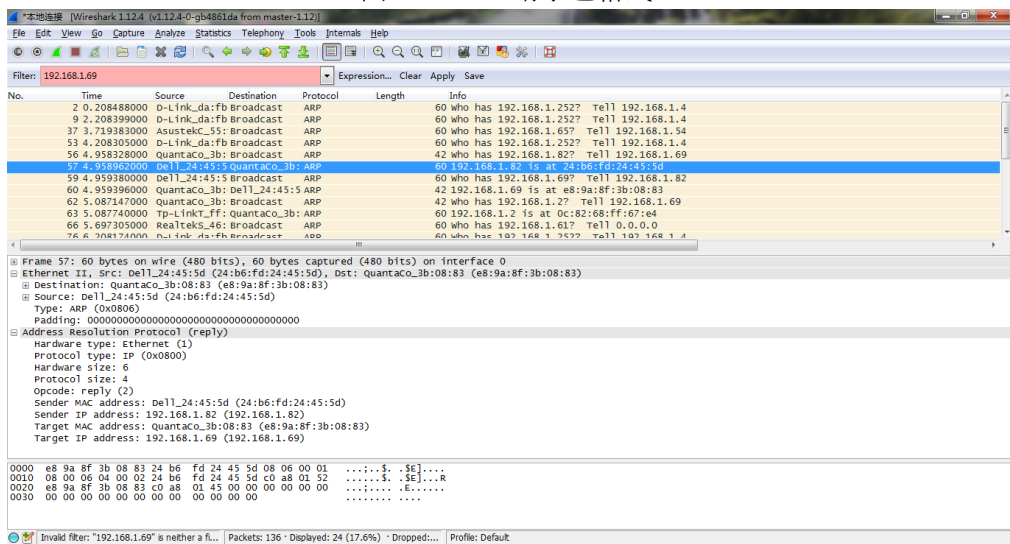 *本地连接 [Wireshark 1.12.4 (v1.12.4-0-gb4861da from master-1.12)]
File Edit View Go Capture Analyze Statistics Telephony Tools Internals Help
Filter: 192.168.1.69 Expression... Clear Apply Save
No. Time Source Destination Protocol Length Info
2 0.208488000 D-Link_da:fb Broadcast ARP 60 Who has 192.168.1.252? Tell 192.168.1.4
9 2.208399000 D-Link_da:fb Broadcast ARP 60 Who has 192.168.1.252? Tell 192.168.1.4
37 3.719383000 AsustekC_55: Broadcast ARP 60 Who has 192.168.1.65? Tell 192.168.1.54
53 4.208305000 D-Link_da:fb Broadcast ARP 60 Who has 192.168.1.252? Tell 192.168.1.4
56 4.958328000 QuantaCo_3b: Broadcast ARP 42 Who has 192.168.1.82? Tell 192.168.1.69
57 4.958962000 Dell_24:45:5 QuantaCo_3b: ARP 60 192.168.1.82 is at 24:b6:fd:24:45:5d
59 4.959380000 Dell_24:45:5 Broadcast ARP 60 Who has 192.168.1.69? Tell 192.168.1.82
60 4.959396000 QuantaCo_3b: Dell_24:45:5 ARP 42 192.168.1.69 is at e8:9a:8f:3b:08:83
62 5.087147000 QuantaCo_3b: Broadcast ARP 42 Who has 192.168.1.2? Tell 192.168.1.69
63 5.087740000 Tp-LinkT_ff: QuantaCo_3b: ARP 60 192.168.1.2 is at 0c:82:68:ff:67:e4
66 5.697305000 RealtekS_46: Broadcast ARP 60 Who has 192.168.1.61? Tell 0.0.0.0
76 6.208174000 D-Link_da:fb Broadcast ARP 60 Who has 192.168.1.252? Tell 192.168.1.4
Frame 57: 60 bytes on wire (480 bits), 60 bytes captured (480 bits) on interface 0
Ethernet II, Src: Dell_24:45:5d (24:b6:fd:24:45:5d), Dst: QuantaCo_3b:08:83 (e8:9a:8f:3b:08:83)
Destination: QuantaCo_3b:08:83 (e8:9a:8f:3b:08:83)
Source: Dell_24:45:5d (24:b6:fd:24:45:5d)
Type: ARP (0x0806)
Padding: 000000000000000000000000000000000000
Address Resolution Protocol (reply)
Hardware type: Ethernet (1)
Protocol type: IP (0x0800)
Hardware size: 6
Protocol size: 4
Opcode: reply (2)
Sender MAC address: Dell_24:45:5d (24:b6:fd:24:45:5d)
Sender IP address: 192.168.1.82 (192.168.1.82)
Target MAC address: QuantaCo_3b:08:83 (e8:9a:8f:3b:08:83)
Target IP address: 192.168.1.69 (192.168.1.69)
0000 e8 9a 8f 3b 08 83 24 b6 fd 24 45 5d 08 06 00 01 ...;..$. .$E]....
0010 08 00 06 04 00 02 24 b6 fd 24 45 5d c0 a8 01 52 ......$. .$E]...R
0020 e8 9a 8f 3b 08 83 c0 a8 01 45 00 00 00 00 00 00 ...;.... .E......
0030 00 00 00 00 00 00 00 00 00 00 00 00 ........ ....
Invalid filter: "192.168.1.69" is neither a fi... Packets: 136 · Displayed: 24 (17.6%) · Dropped:... Profile: Default